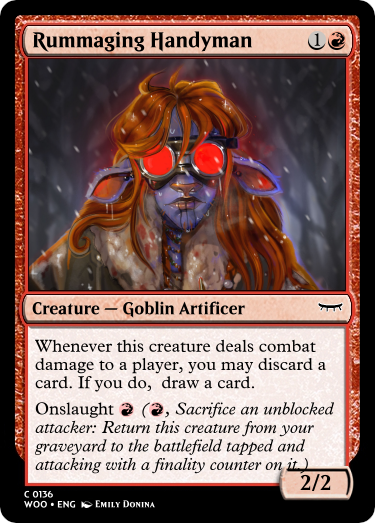 Rummaging Handyman 1
Creature — Goblin Artificer
Whenever this creature deals combat
damage to a player, you may discard a
card. If you do,  draw a card.
Onslaught (, Sacrifice an unblocked
attacker: Return this creature from your
graveyard to the battlefield tapped and
attacking with a finality counter on it.)
2/2
C 0136
WOO • ENG Emily Donina